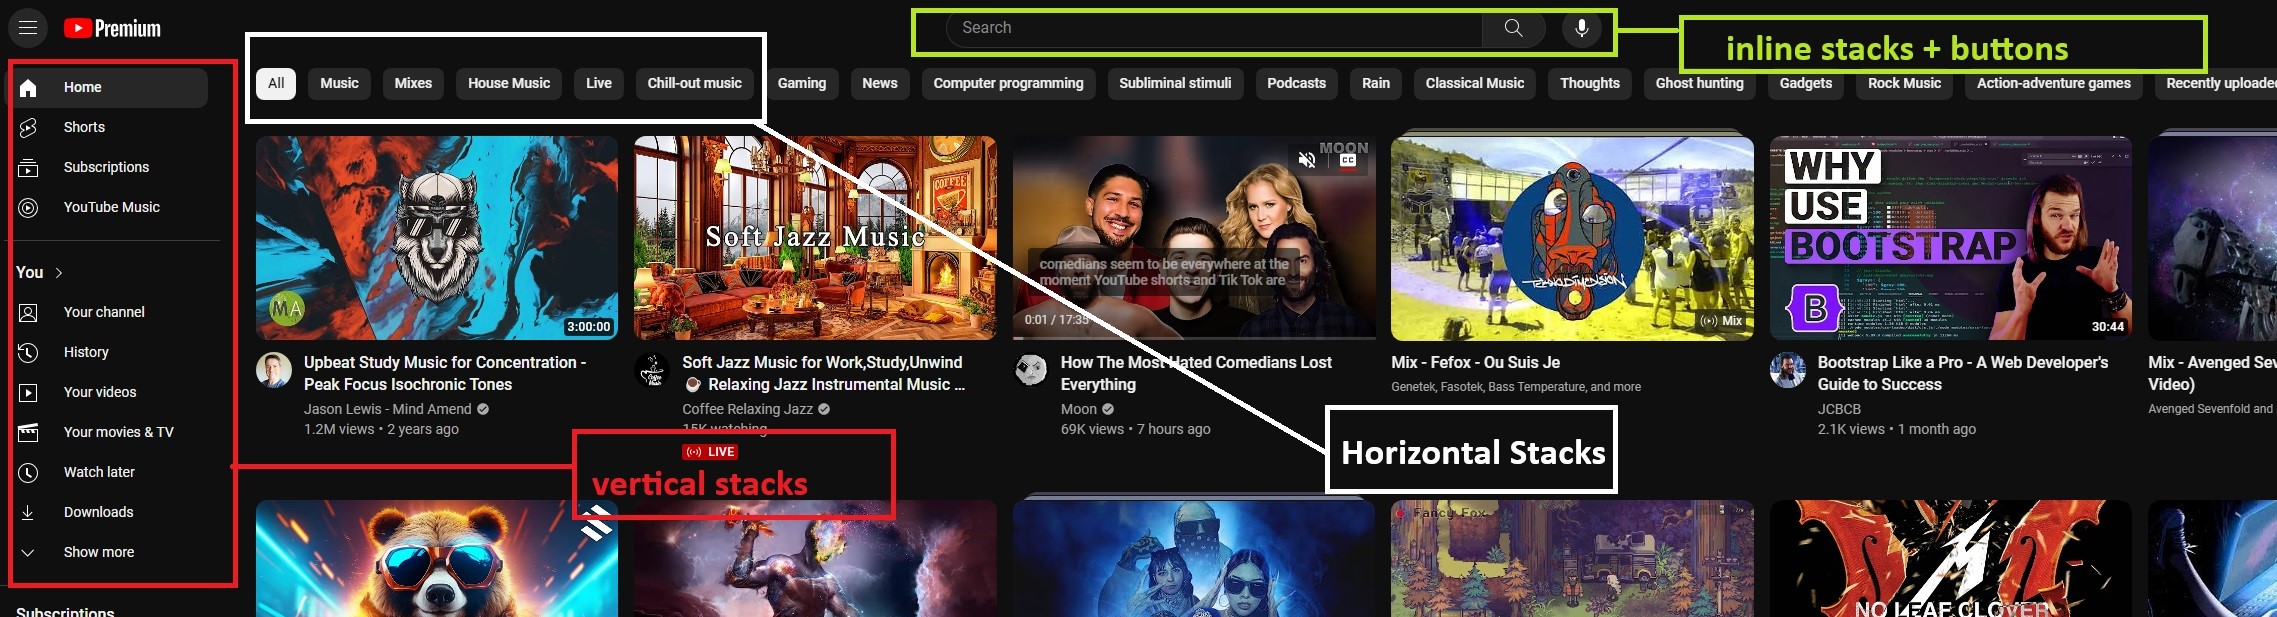 Premium
Search
inline stacks + buttons
Home
All Music Mixes House Music Live Chill-out music Gaming News Computer programming Subliminal stimuli Podcasts Rain Classical Music Thoughts Ghost hunting Gadgets Rock Music Action-adventure games Recently uploaded
Shorts
Subscriptions
YouTube Music
You
Your channel
History
Your videos
Your movies & TV
Watch later
Downloads
Show more
Subscriptions
MA
3:00:00
Upbeat Study Music for Concentration -
Peak Focus Isochronic Tones
Jason Lewis - Mind Amend
1.2M views • 2 years ago
COFFEE
Soft Jazz Music
Soft Jazz Music for Work,Study,Unwind
Relaxing Jazz Instrumental Music ...
Coffee Relaxing Jazz
15K watching
LIVE
vertical stacks
MOON
CC
comedians seem to be everywhere at the
moment YouTube shorts and Tik Tok are
0:01 / 17:35
How The Most Hated Comedians Lost
Everything
Moon
69K views • 7 hours ago
TEKNODIMENSION
Mix
Mix - Fefox - Ou Suis Je
Genetek, Fasotek, Bass Temperature, and more
Horizontal Stacks
WHY
USE
BOOTSTRAP
B
30:44
Bootstrap Like a Pro - A Web Developer's
Guide to Success
JCBCB
2.1K views • 1 month ago
Mix - Avenged Sev
Video)
Avenged Sevenfold and
Fancy Fox
NO LEAF CLOVER